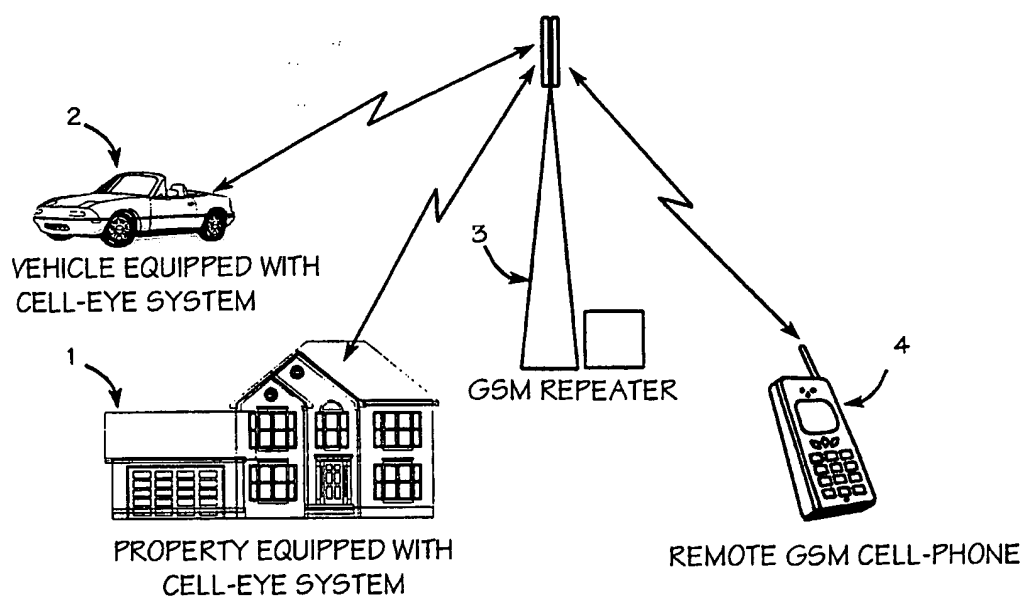 2
VEHICLE EQUIPPED WITH
CELL-EYE SYSTEM
3
1
GSM REPEATER
4
PROPERTY EQUIPPED WITH
CELL-EYE SYSTEM
REMOTE GSM CELL-PHONE